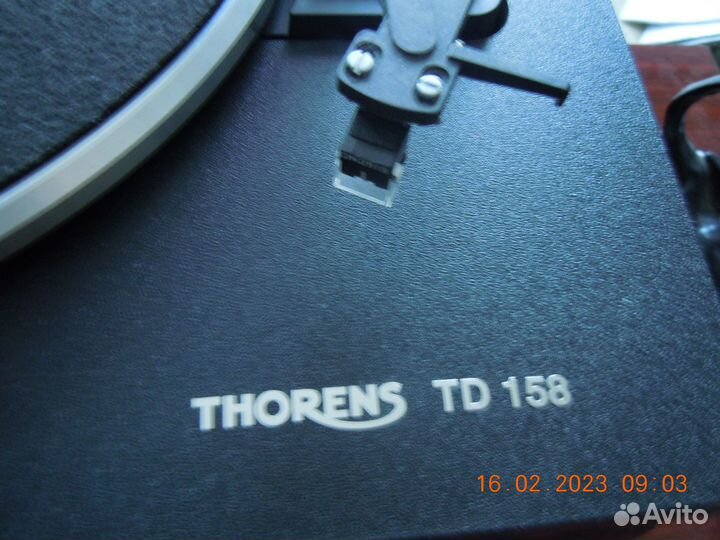 THORENS TD 158
16.02.2023 09:03
Avito